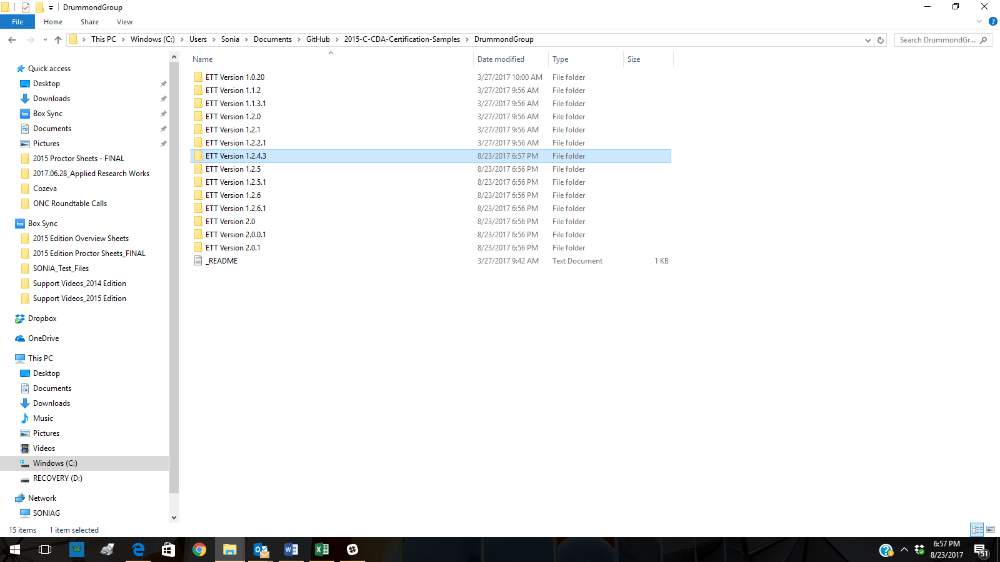 DrummondGroup
File Home Share View
This PC Windows (C:) Users Sonia Documents GitHub 2015-C-CDA-Certification-Samples DrummondGroup
Search DrummondGr...
Quick access
Desktop
Downloads
box Box Sync
Documents
Pictures
2015 Proctor Sheets - FINAL
2017.06.28_Applied Research Works
Cozeva
ONC Roundtable Calls
box Box Sync
2015 Edition Overview Sheets
2015 Edition Proctor Sheets_FINAL
SONIA_Test_Files
Support Videos_2014 Edition
Support Videos_2015 Edition
Dropbox
OneDrive
This PC
Desktop
Documents
Downloads
Music
Pictures
Videos
Windows (C:)
RECOVERY (D:)
Network
SONIAG
Name Date modified Type Size
ETT Version 1.0.20 3/27/2017 10:00 AM File folder
ETT Version 1.1.2 3/27/2017 9:56 AM File folder
ETT Version 1.1.3.1 3/27/2017 9:56 AM File folder
ETT Version 1.2.0 3/27/2017 9:56 AM File folder
ETT Version 1.2.1 3/27/2017 9:56 AM File folder
ETT Version 1.2.2.1 3/27/2017 9:56 AM File folder
ETT Version 1.2.4.3 8/23/2017 6:57 PM File folder
ETT Version 1.2.5 8/23/2017 6:56 PM File folder
ETT Version 1.2.5.1 8/23/2017 6:56 PM File folder
ETT Version 1.2.6 8/23/2017 6:56 PM File folder
ETT Version 1.2.6.1 8/23/2017 6:56 PM File folder
ETT Version 2.0 8/23/2017 6:56 PM File folder
ETT Version 2.0.0.1 8/23/2017 6:56 PM File folder
ETT Version 2.0.1 8/23/2017 6:56 PM File folder
_README 3/27/2017 9:42 AM Text Document 1 KB
15 items 1 item selected
6:57 PM
8/23/2017
51